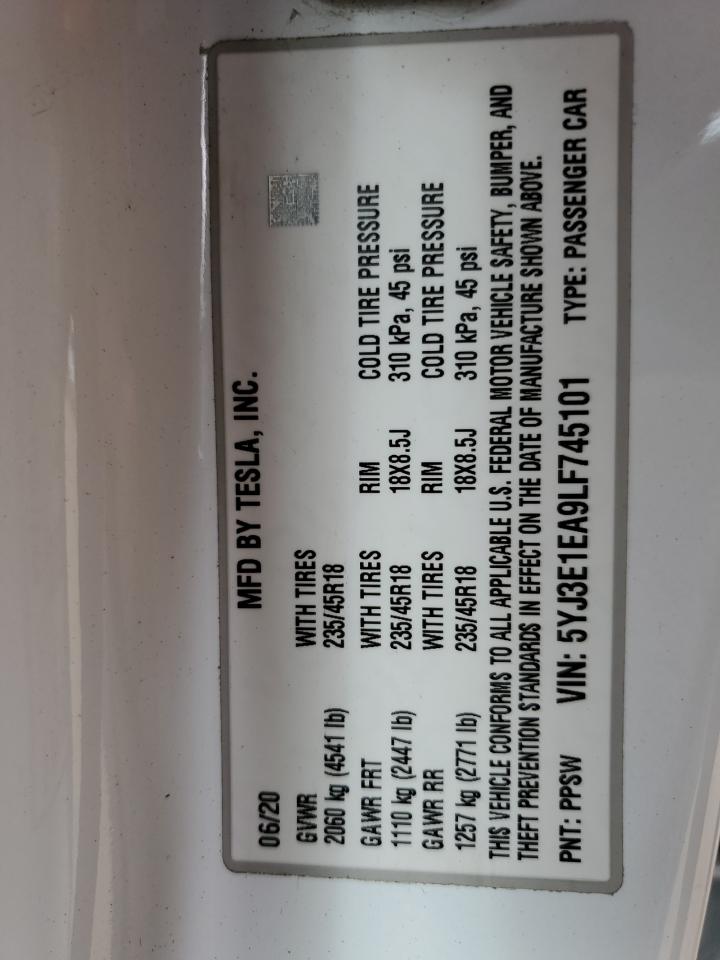 MFD BY TESLA, INC.
06/20
GVWR WITH TIRES
2060 kg (4541 lb) 235/45R18
GAWR FRT WITH TIRES RIM COLD TIRE PRESSURE
1110 kg (2447 lb) 235/45R18 18X8.5J 310 kPa, 45 psi
GAWR RR WITH TIRES RIM COLD TIRE PRESSURE
1257 kg (2771 lb) 235/45R18 18X8.5J 310 kPa, 45 psi
THIS VEHICLE CONFORMS TO ALL APPLICABLE U.S. FEDERAL MOTOR VEHICLE SAFETY, BUMPER, AND
THEFT PREVENTION STANDARDS IN EFFECT ON THE DATE OF MANUFACTURE SHOWN ABOVE.
PNT: PPSW VIN: 5YJ3E1EA9LF745101 TYPE: PASSENGER CAR